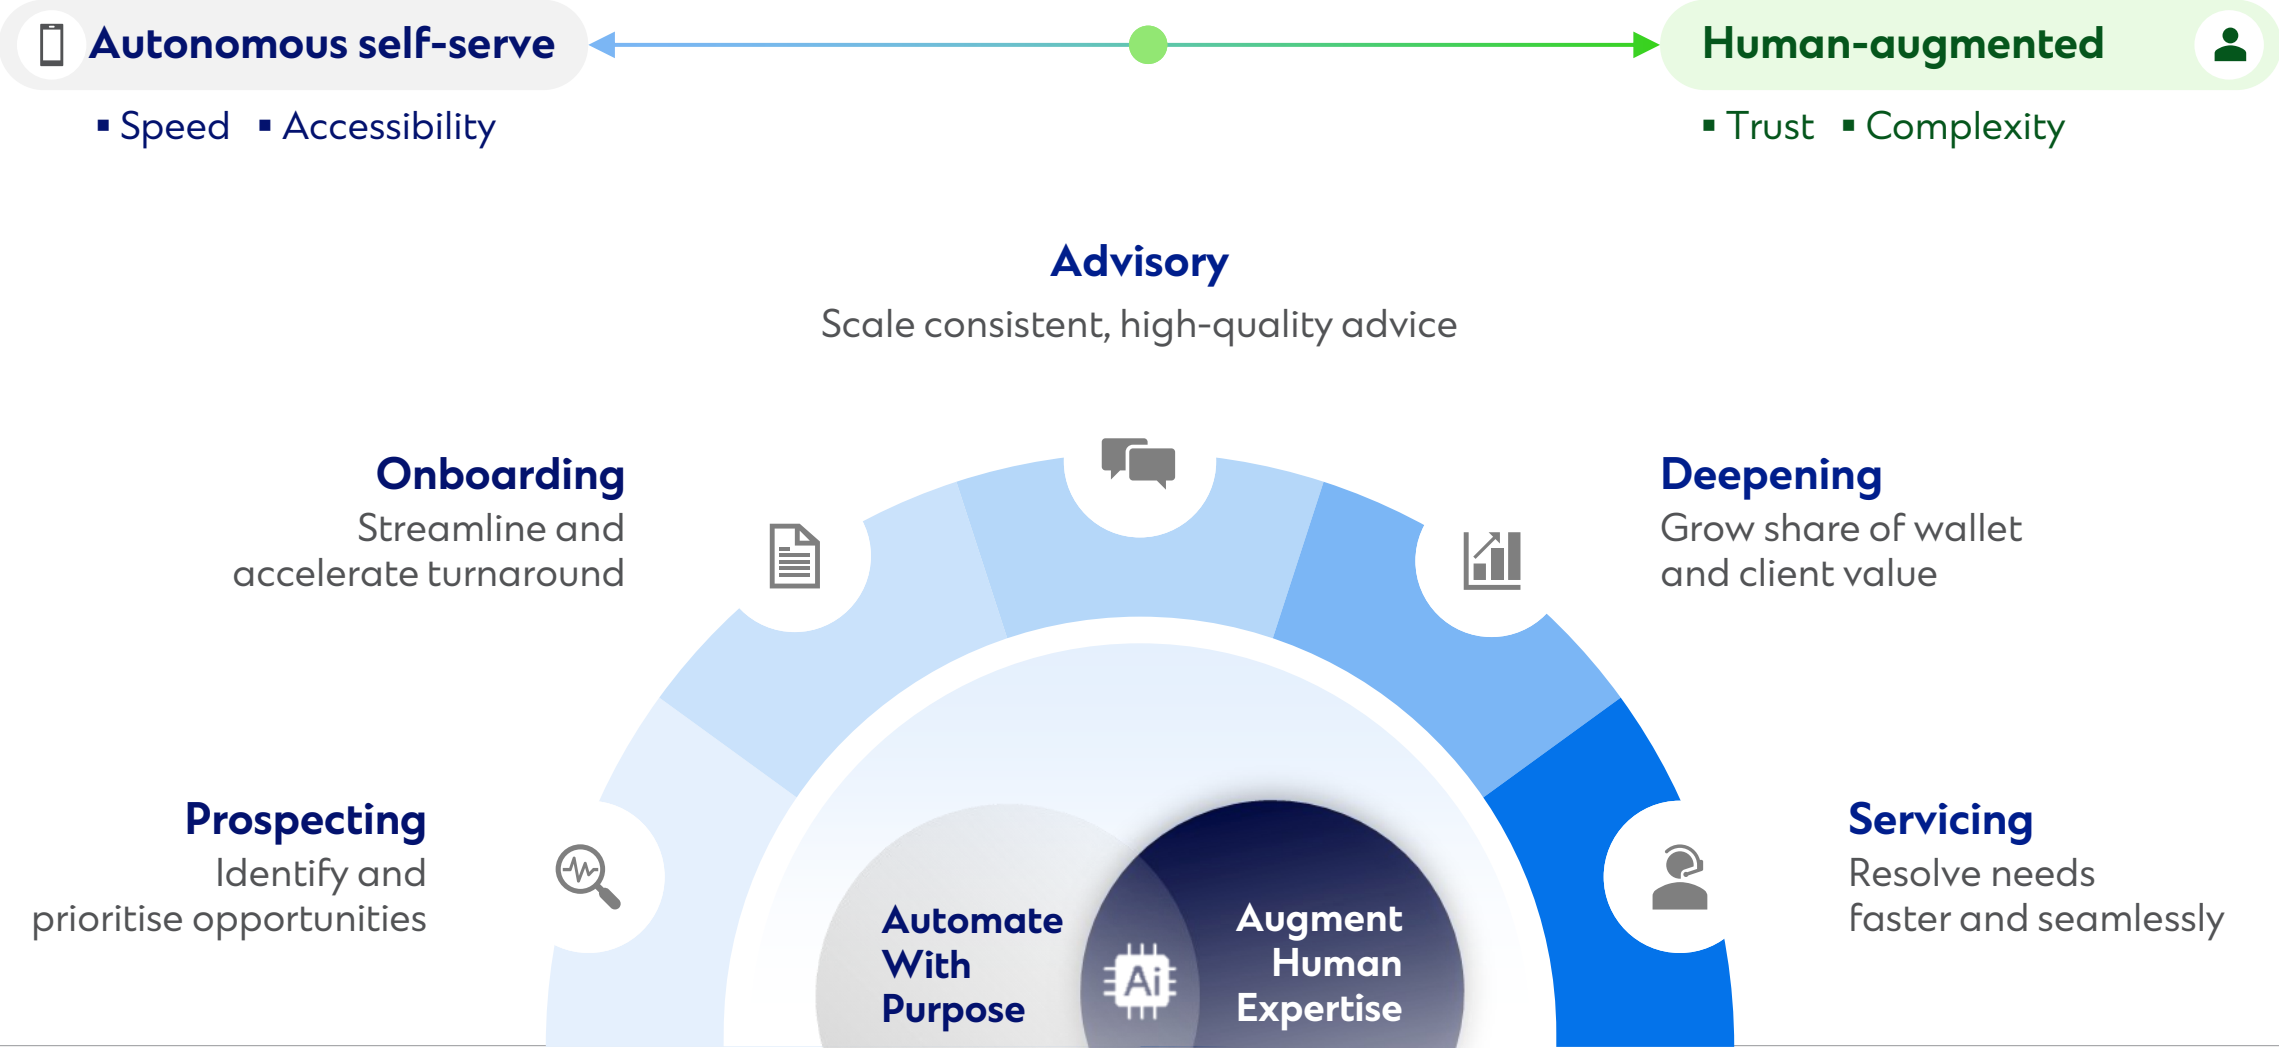 Autonomous self-serve
Human-augmented
▪ Speed ▪ Accessibility
▪ Trust ▪ Complexity
Advisory
Scale consistent, high-quality advice
Onboarding
Streamline and
accelerate turnaround
Deepening
Grow share of wallet
and client value
Prospecting
Identify and
prioritise opportunities
Servicing
Resolve needs
faster and seamlessly
Automate
With
Purpose
Ai
Augment
Human
Expertise